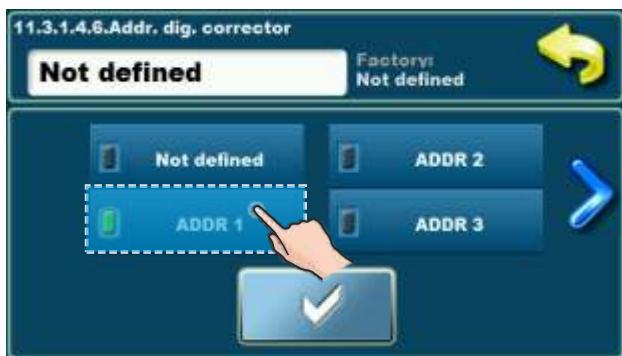 11.3.1.4.6.Addr. dig. corrector
Not defined
Factory:
Not defined
Not defined
ADDR 2
ADDR 1
ADDR 3